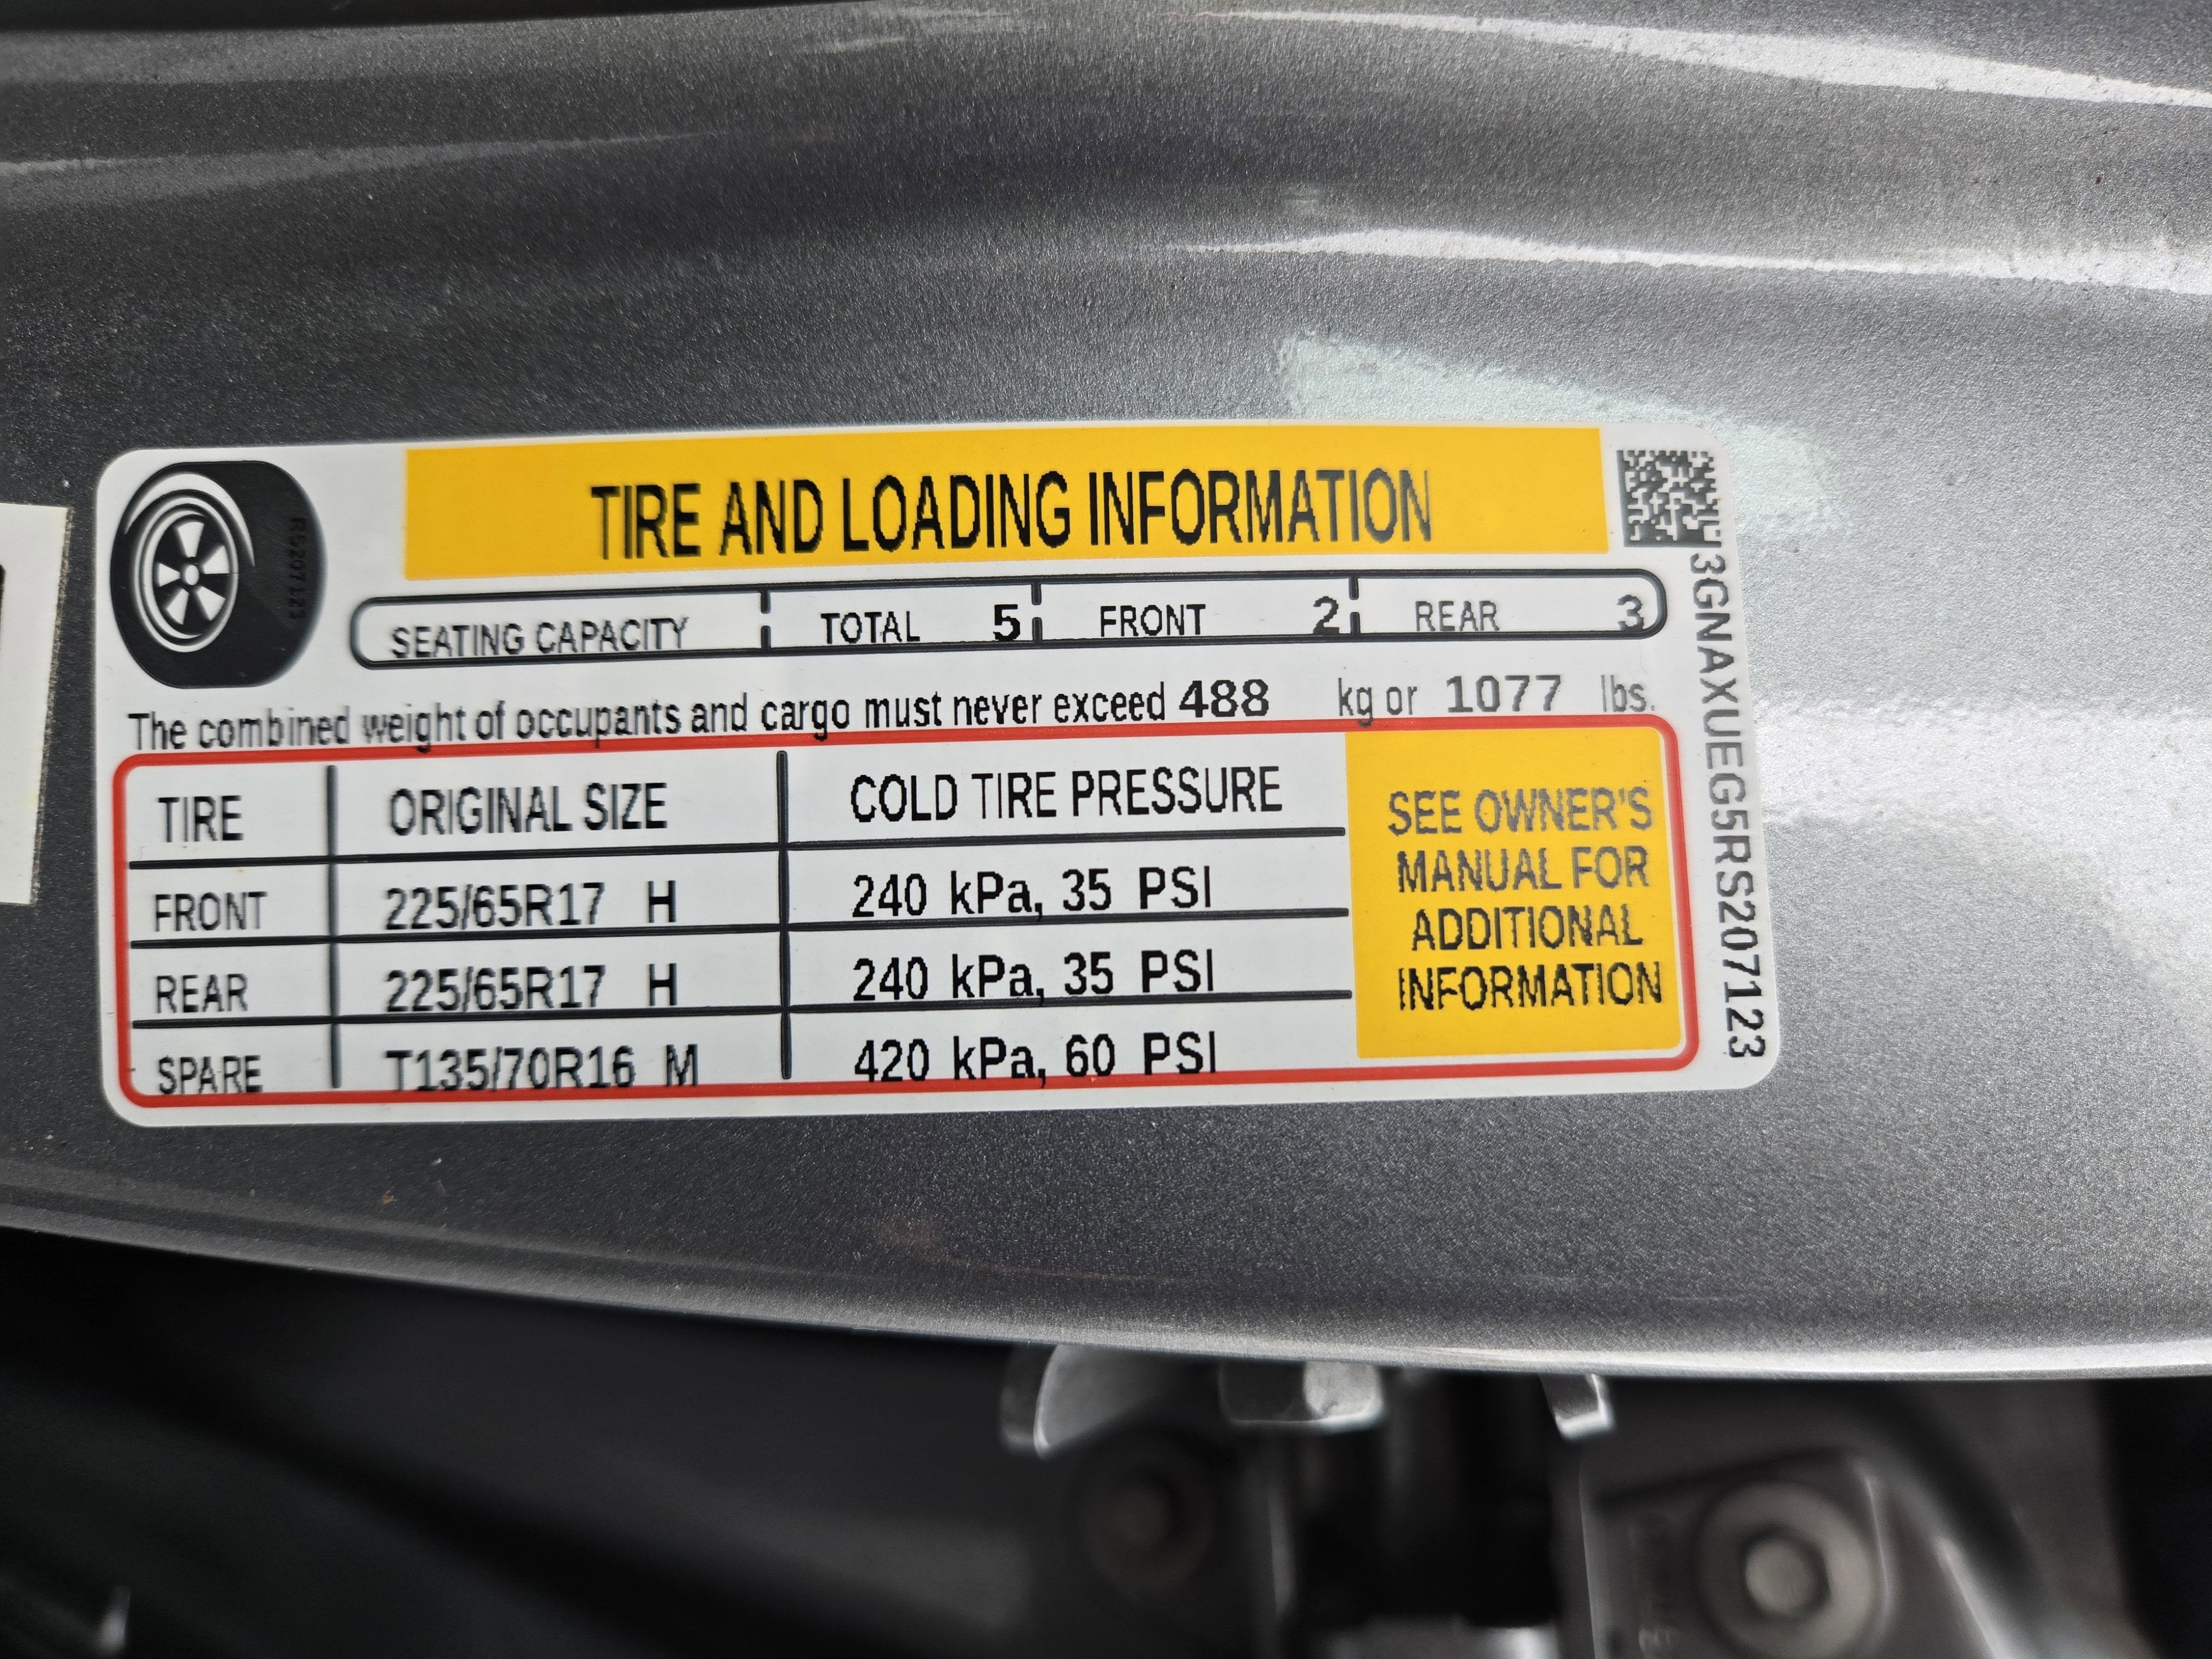 TIRE AND LOADING INFORMATION
RS207123
SEATING CAPACITY TOTAL 5 FRONT 2 REAR 3
The combined weight of occupants and cargo must never exceed 488 kg or 1077 lbs.
TIRE ORIGINAL SIZE COLD TIRE PRESSURE
FRONT 225/65R17 H 240 kPa, 35 PSI
REAR 225/65R17 H 240 kPa, 35 PSI
SPARE T135/70R16 M 420 kPa, 60 PSI
SEE OWNER'S
MANUAL FOR
ADDITIONAL
INFORMATION
3GNAXUEG5RS207123